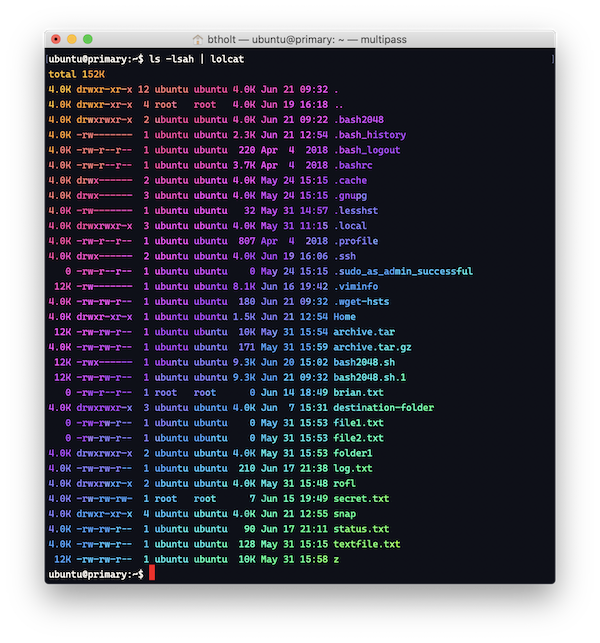 btholt — ubuntu@primary: ~ — multipass
ubuntu@primary:~$ ls -lsah | lolcat
total 152K
4.0K drwxr-xr-x 12 ubuntu ubuntu 4.0K Jun 21 09:32 .
4.0K drwxr-xr-x  4 root   root   4.0K Jun 19 16:18 ..
4.0K drwxrwxr-x  2 ubuntu ubuntu 4.0K Jun 21 09:22 .bash2048
4.0K -rw-------  1 ubuntu ubuntu 2.3K Jun 21 12:54 .bash_history
4.0K -rw-r--r--  1 ubuntu ubuntu  220 Apr  4  2018 .bash_logout
4.0K -rw-r--r--  1 ubuntu ubuntu 3.7K Apr  4  2018 .bashrc
4.0K drwx------  2 ubuntu ubuntu 4.0K May 24 15:15 .cache
4.0K drwx------  3 ubuntu ubuntu 4.0K May 24 15:15 .gnupg
4.0K -rw-------  1 ubuntu ubuntu   32 May 31 14:57 .lesshst
4.0K drwxrwxr-x  3 ubuntu ubuntu 4.0K May 31 11:15 .local
4.0K -rw-r--r--  1 ubuntu ubuntu  807 Apr  4  2018 .profile
4.0K drwx------  2 ubuntu ubuntu 4.0K Jun 19 16:06 .ssh
   0 -rw-r--r--  1 ubuntu ubuntu    0 May 24 15:15 .sudo_as_admin_successful
 12K -rw-------  1 ubuntu ubuntu 8.1K Jun 16 19:42 .viminfo
4.0K -rw-rw-r--  1 ubuntu ubuntu  180 Jun 21 09:32 .wget-hsts
4.0K drwxr-xr-x  1 ubuntu ubuntu 1.5K Jun 21 12:54 Home
 12K -rw-rw-r--  1 ubuntu ubuntu  10K May 31 15:54 archive.tar
4.0K -rw-rw-r--  1 ubuntu ubuntu  171 May 31 15:59 archive.tar.gz
 12K -rwx------  1 ubuntu ubuntu 9.3K Jun 20 15:02 bash2048.sh
 12K -rw-rw-r--  1 ubuntu ubuntu 9.3K Jun 21 09:32 bash2048.sh.1
   0 -rw-r--r--  1 root   root      0 Jun 14 18:49 brian.txt
4.0K drwxrwxr-x  3 ubuntu ubuntu 4.0K Jun  7 15:31 destination-folder
   0 -rw-rw-r--  1 ubuntu ubuntu    0 May 31 15:53 file1.txt
   0 -rw-rw-r--  1 ubuntu ubuntu    0 May 31 15:53 file2.txt
4.0K drwxrwxr-x  2 ubuntu ubuntu 4.0K May 31 15:53 folder1
4.0K -rw-rw-r--  1 ubuntu ubuntu  210 Jun 17 21:38 log.txt
4.0K drwxrwxr-x  2 ubuntu ubuntu 4.0K May 31 15:48 rofl
4.0K -rw-rw-rw-  1 root   root      7 Jun 15 19:49 secret.txt
4.0K drwxr-xr-x  4 ubuntu ubuntu 4.0K Jun 21 12:55 snap
4.0K -rw-rw-r--  1 ubuntu ubuntu   90 Jun 17 21:11 status.txt
4.0K -rw-rw-r--  1 ubuntu ubuntu  128 May 31 15:15 textfile.txt
 12K -rw-rw-r--  1 ubuntu ubuntu  10K May 31 15:58 z
ubuntu@primary:~$